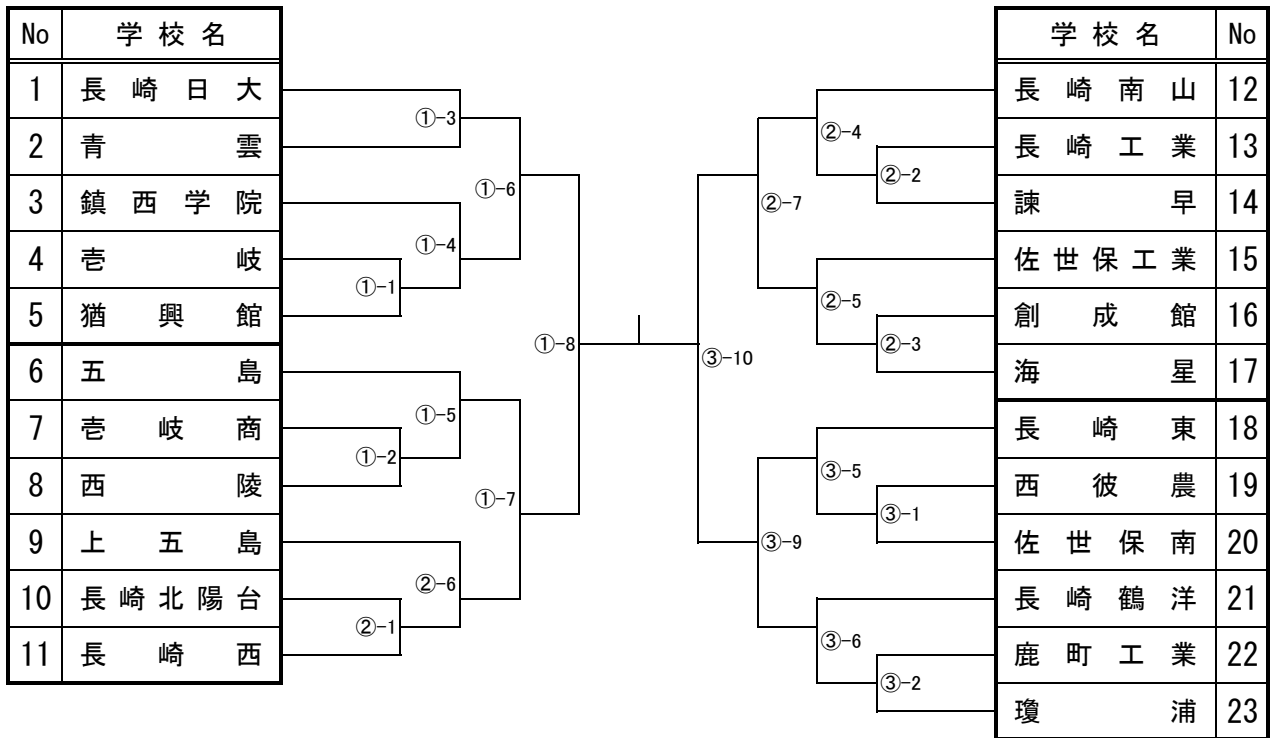 No 学校名
1 長崎日大
2 青雲
3 鎮西学院
4 壱岐
5 猶興館
6 五島
7 壱岐商
8 西陵
9 上五島
10 長崎北陽台
11 長崎西
①-3
①-6
①-4
①-1
①-8
①-5
①-2
①-7
②-6
②-1
②-4
②-2
②-7
②-5
②-3
③-10
③-5
③-1
③-9
③-6
③-2
学校名 No
長崎南山 12
長崎工業 13
諫早 14
佐世保工業 15
創成館 16
海星 17
長崎東 18
西彼農 19
佐世保南 20
長崎鶴洋 21
鹿町工業 22
瓊浦 23